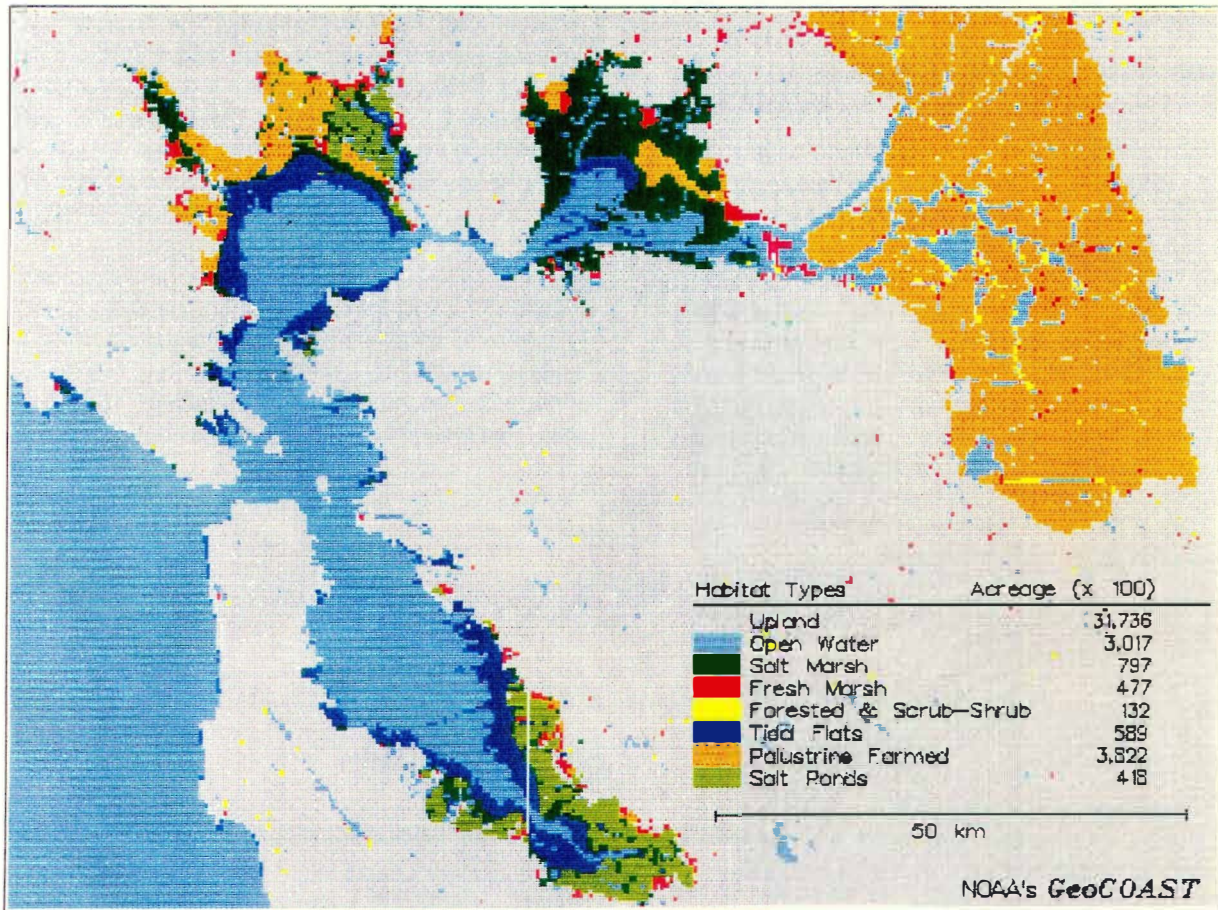 Habitat Types Acreage (x 100)
Upland 31,736
Open Water 3,017
Salt Marsh 797
Fresh Marsh 477
Forested & Scrub-Shrub 132
Tidal Flats 589
Palustrine Farmed 3,822
Salt Ponds 418
50 km
NOAA's GeoCOAST